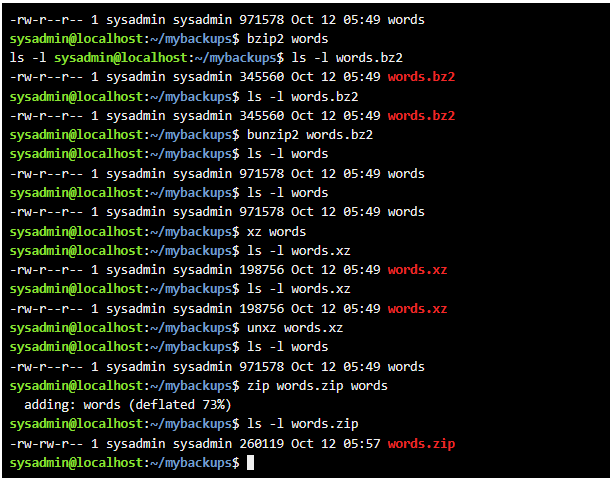 -rw-r--r-- 1 sysadmin sysadmin 971578 Oct 12 05:49 words
sysadmin@localhost:~/mybackups$ bzip2 words
ls -l sysadmin@localhost:~/mybackups$ ls -l words.bz2
-rw-r--r-- 1 sysadmin sysadmin 345560 Oct 12 05:49 words.bz2
sysadmin@localhost:~/mybackups$ ls -l words.bz2
-rw-r--r-- 1 sysadmin sysadmin 345560 Oct 12 05:49 words.bz2
sysadmin@localhost:~/mybackups$ bunzip2 words.bz2
sysadmin@localhost:~/mybackups$ ls -l words
-rw-r--r-- 1 sysadmin sysadmin 971578 Oct 12 05:49 words
sysadmin@localhost:~/mybackups$ ls -l words
-rw-r--r-- 1 sysadmin sysadmin 971578 Oct 12 05:49 words
sysadmin@localhost:~/mybackups$ xz words
sysadmin@localhost:~/mybackups$ ls -l words.xz
-rw-r--r-- 1 sysadmin sysadmin 198756 Oct 12 05:49 words.xz
sysadmin@localhost:~/mybackups$ ls -l words.xz
-rw-r--r-- 1 sysadmin sysadmin 198756 Oct 12 05:49 words.xz
sysadmin@localhost:~/mybackups$ unxz words.xz
sysadmin@localhost:~/mybackups$ ls -l words
-rw-r--r-- 1 sysadmin sysadmin 971578 Oct 12 05:49 words
sysadmin@localhost:~/mybackups$ zip words.zip words
  adding: words (deflated 73%)
sysadmin@localhost:~/mybackups$ ls -l words.zip
-rw-rw-r-- 1 sysadmin sysadmin 260119 Oct 12 05:57 words.zip
sysadmin@localhost:~/mybackups$